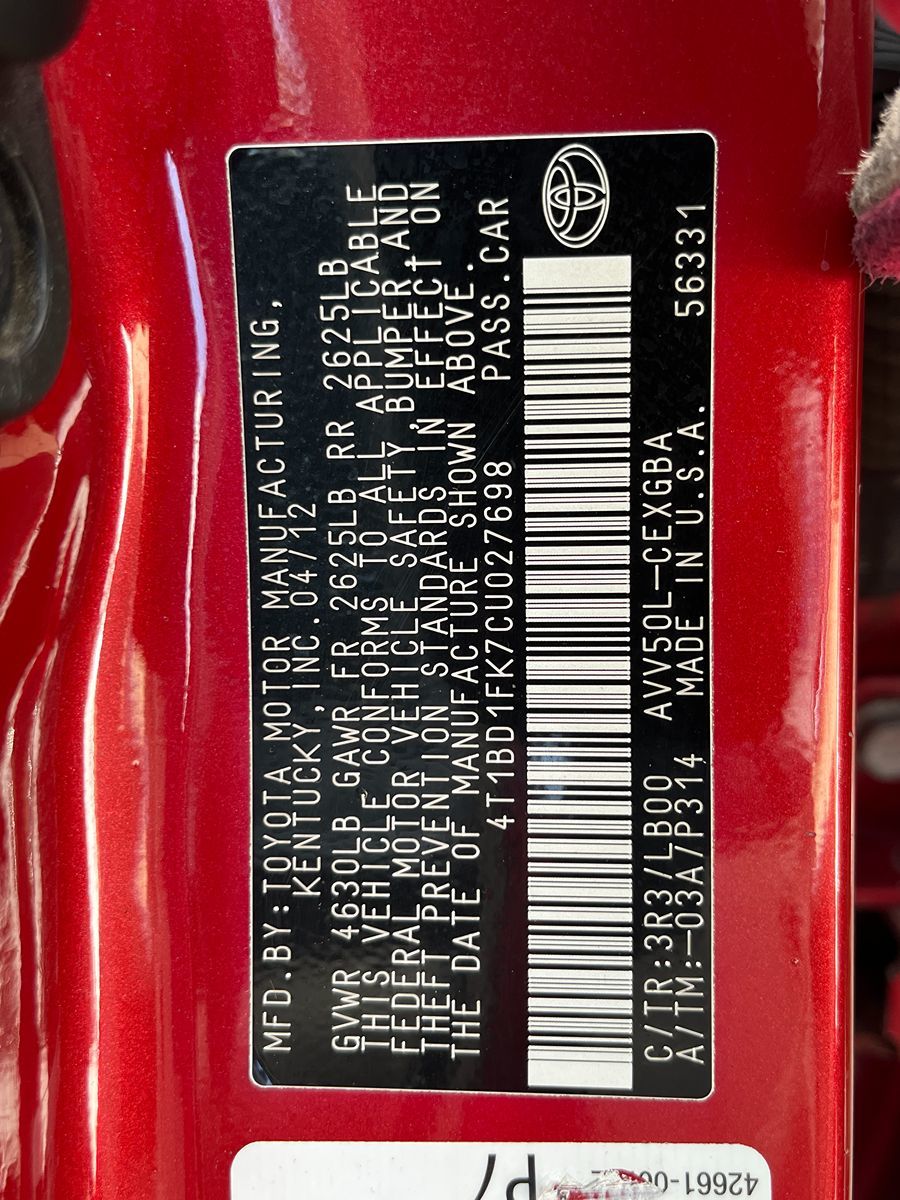 MFD.BY:TOYOTA MOTOR MANUFACTURING,
KENTUCKY,INC.04/12
GVWR 4630LB GAWR FR 2625LB RR 2625LB
THIS VEHICLE CONFORMS TO ALL APPLICABLE
FEDERAL MOTOR VEHICLE SAFETY,BUMPER,AND
THEFT PREVENTION STANDARDS IN EFFECT ON
THE DATE OF MANUFACTURE SHOWN ABOVE.
4T1BD1FK7CU027698 PASS.CAR
C/TR:3R3/LB00 AVV50L-CEXGBA
A/TM:-03A/P314 MADE IN U.S.A. 56331